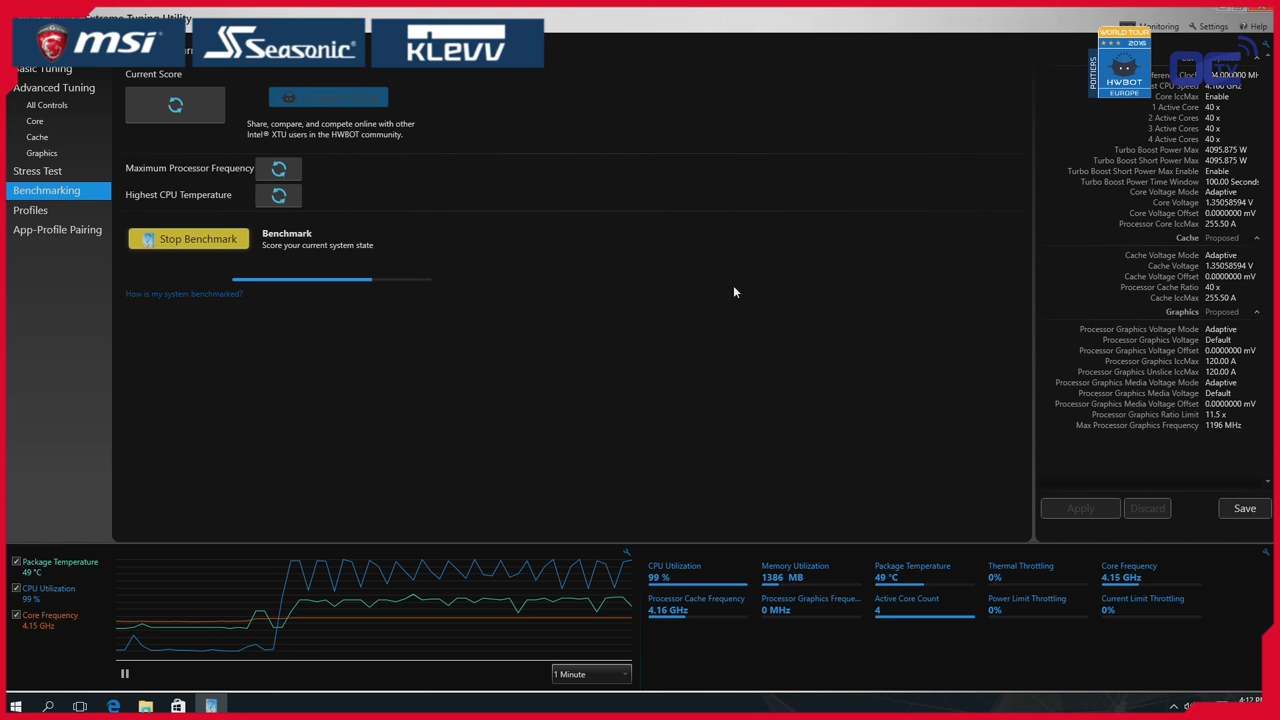 Extreme Tuning Utility
msi
Seasonic
KLEVV
Monitoring
Settings
Help
WORLD TOUR
2016
POITIERS
HWBOT
EUROPE
OC TV
Basic Tuning
Advanced Tuning
All Controls
Core
Cache
Graphics
Stress Test
Benchmarking
Profiles
App-Profile Pairing
Current Score
Share, compare, and compete online with other
Intel® XTU users in the HWBOT community.
Maximum Processor Frequency
Highest CPU Temperature
Stop Benchmark
Benchmark
Score your current system state
How is my system benchmarked?
Core IccMax Enable
1 Active Core 40 x
2 Active Cores 40 x
3 Active Cores 40 x
4 Active Cores 40 x
Turbo Boost Power Max 4095.875 W
Turbo Boost Short Power Max 4095.875 W
Turbo Boost Short Power Max Enable Enable
Turbo Boost Power Time Window 100.00 Seconds
Core Voltage Mode Adaptive
Core Voltage 1.35058594 V
Core Voltage Offset 0.0000000 mV
Processor Core IccMax 255.50 A
Cache Proposed
Cache Voltage Mode Adaptive
Cache Voltage 1.35058594 V
Cache Voltage Offset 0.0000000 mV
Processor Cache Ratio 40 x
Cache IccMax 255.50 A
Graphics Proposed
Processor Graphics Voltage Mode Adaptive
Processor Graphics Voltage Default
Processor Graphics Voltage Offset 0.0000000 mV
Processor Graphics IccMax 120.00 A
Processor Graphics Unslice IccMax 120.00 A
Processor Graphics Media Voltage Mode Adaptive
Processor Graphics Media Voltage Default
Processor Graphics Media Voltage Offset 0.0000000 mV
Processor Graphics Ratio Limit 11.5 x
Max Processor Graphics Frequency 1196 MHz
Apply
Discard
Save
Package Temperature
49 °C
CPU Utilization
99 %
Core Frequency
4.15 GHz
1 Minute
CPU Utilization
99 %
Memory Utilization
1386 MB
Package Temperature
49 °C
Thermal Throttling
0%
Core Frequency
4.15 GHz
Processor Cache Frequency
4.16 GHz
Processor Graphics Freque...
0 MHz
Active Core Count
4
Power Limit Throttling
0%
Current Limit Throttling
0%
4:12 PM